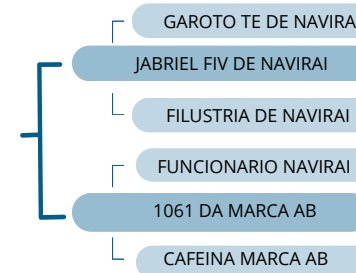 GAROTO TE DE NAVIRA
JABRIEL FIV DE NAVIRAI
FILUSTRIA DE NAVIRAI
FUNCIONARIO NAVIRAI
1061 DA MARCA AB
CAFEINA MARCA AB